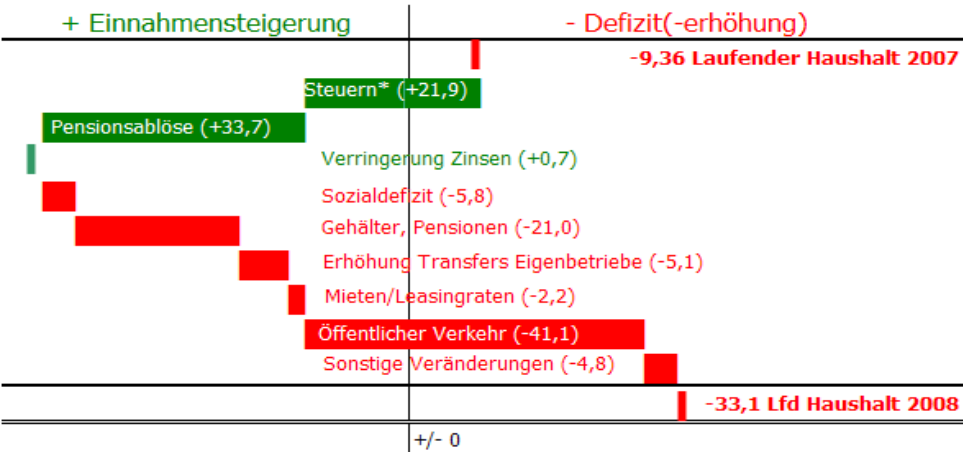 + Einnahmensteigerung - Defizit(-erhöhung)
-9,36 Laufender Haushalt 2007
Steuern* (+21,9)
Pensionsablöse (+33,7)
Verringerung Zinsen (+0,7)
Sozialdefizit (-5,8)
Gehälter, Pensionen (-21,0)
Erhöhung Transfers Eigenbetriebe (-5,1)
Mieten/Leasingraten (-2,2)
Öffentlicher Verkehr (-41,1)
Sonstige Veränderungen (-4,8)
-33,1 Lfd Haushalt 2008
+/- 0